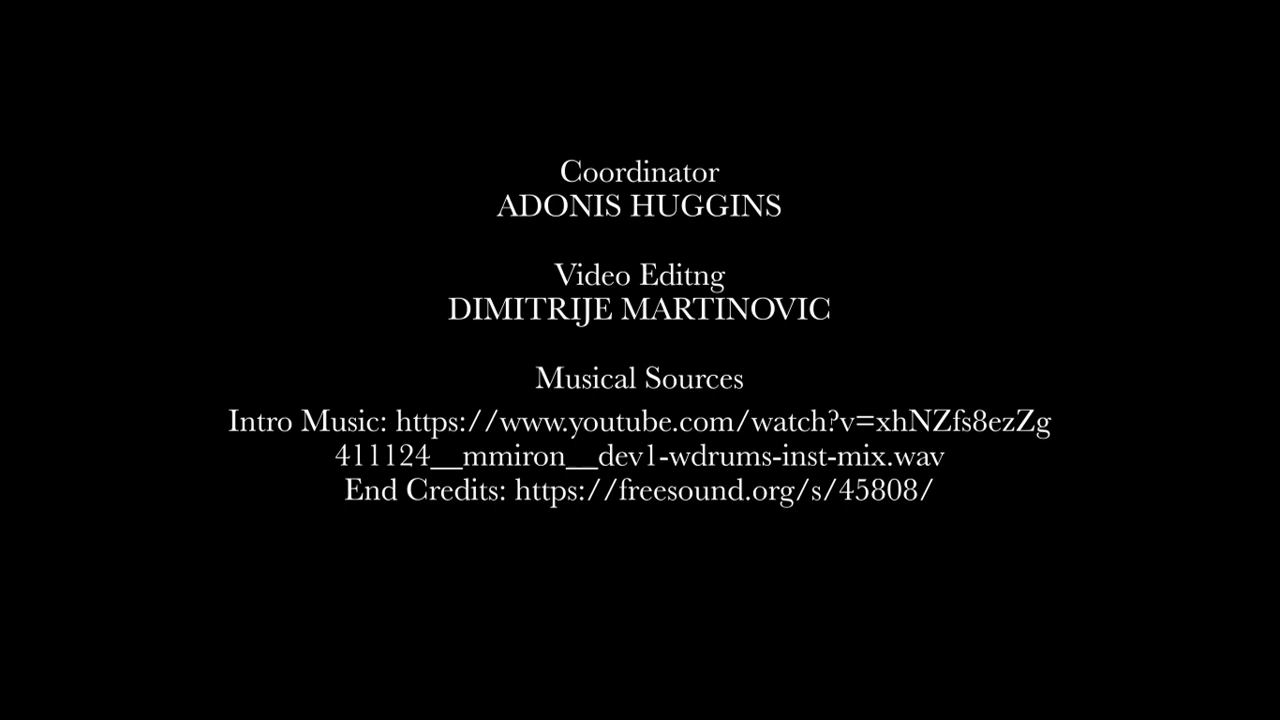 Coordinator
ADONIS HUGGINS
Video Editng
DIMITRIJE MARTINOVIC
Musical Sources
Intro Music: https://www.youtube.com/watch?v=xhNZfs8ezZg
411124__mmiron__dev1-wdrums-inst-mix.wav
End Credits: https://freesound.org/s/45808/